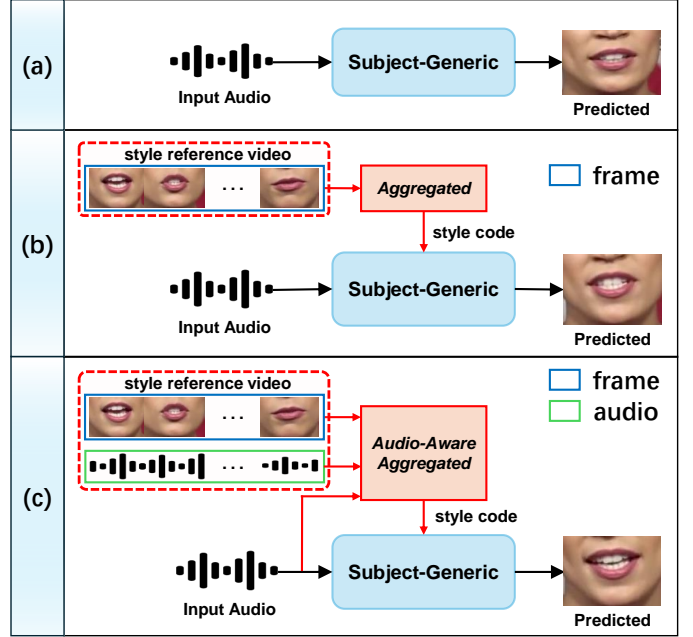 (a)
Input Audio
Subject-Generic
Predicted
(b)
style reference video
. . .
Aggregated
frame
style code
Input Audio
Subject-Generic
Predicted
(c)
style reference video
. . .
. . .
Audio-Aware
Aggregated
frame
audio
style code
Input Audio
Subject-Generic
Predicted